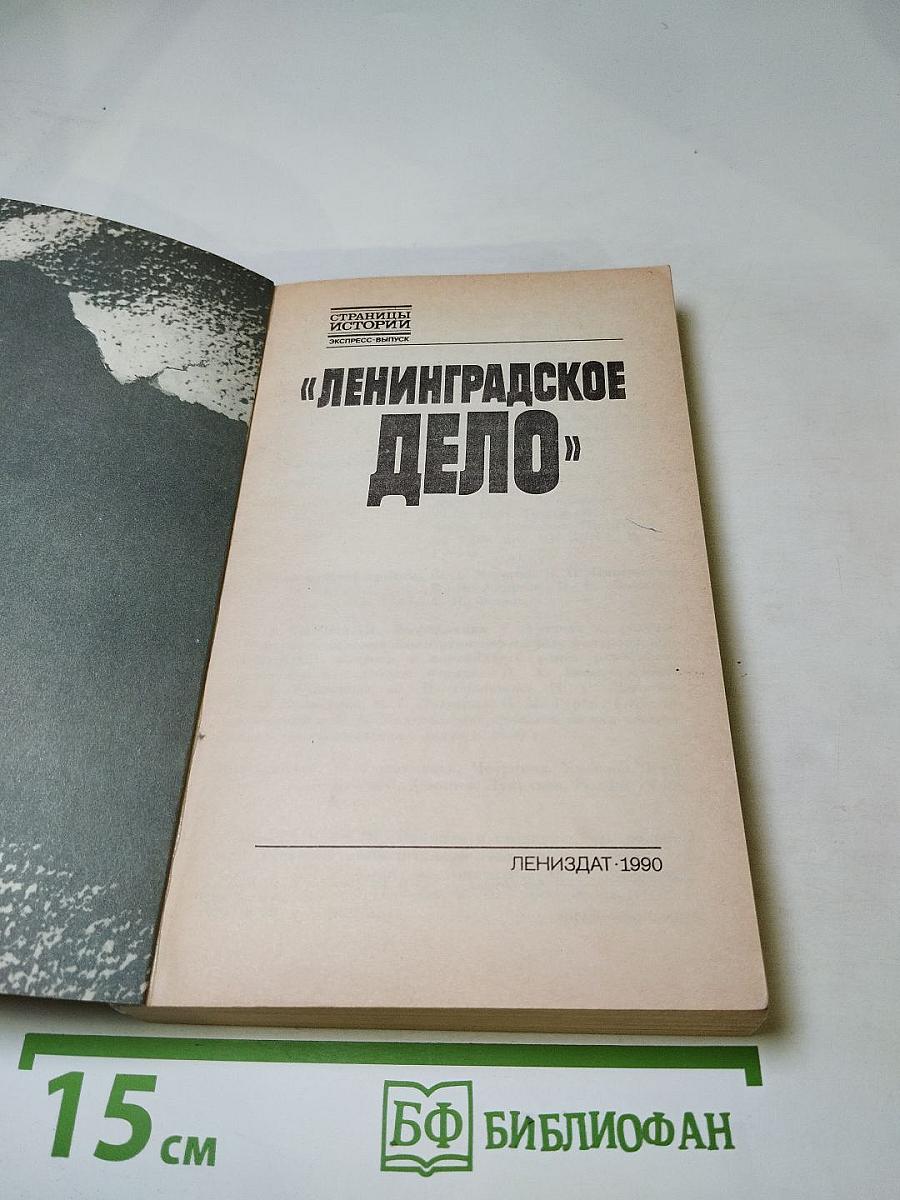 СТРАНИЦЫ
ИСТОРИИ
ЭКСПРЕСС-ВЫПУСК
«ЛЕНИНГРАДСКОЕ
ДЕЛО»
ЛЕНИЗДАТ·1990
15 СМ
БФ БИБЛИОФАН